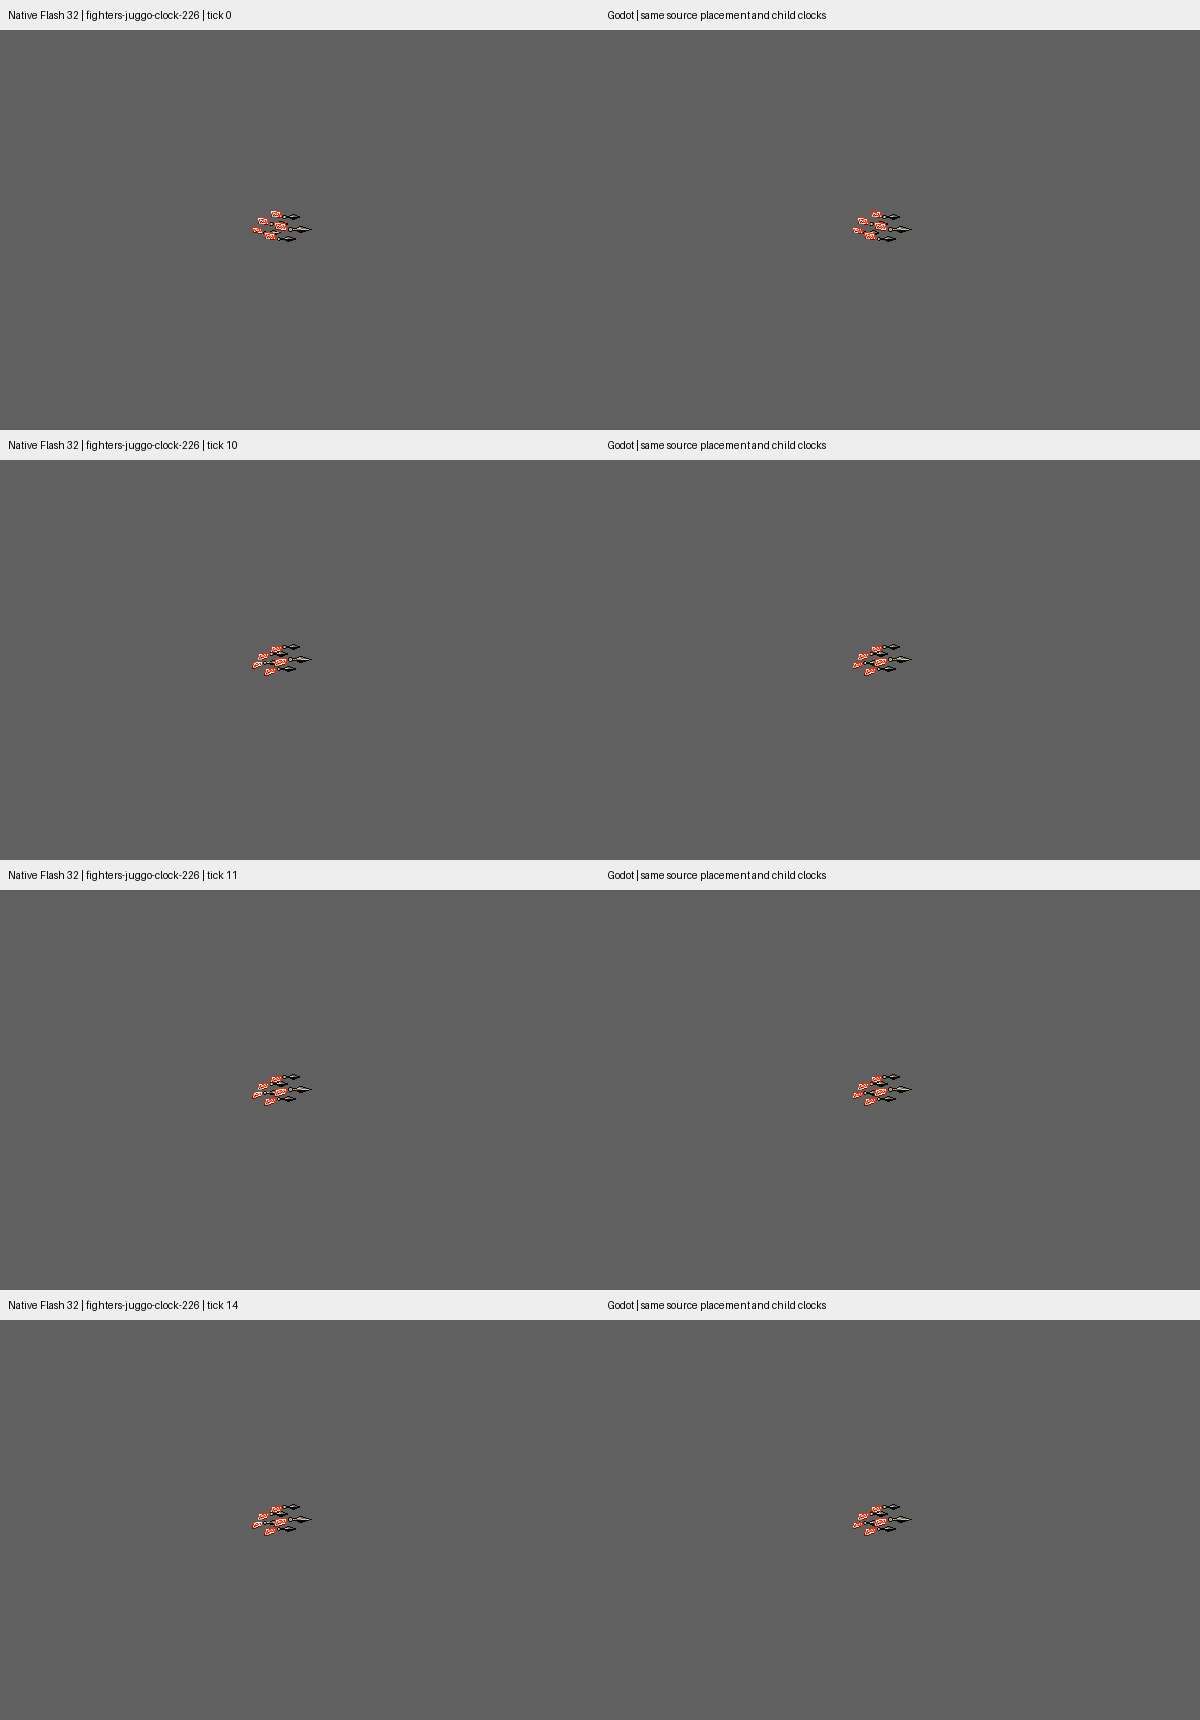 Native Flash 32 | fighters-juggo-clock-226 | tick 0
Godot | same source placement and child clocks
Native Flash 32 | fighters-juggo-clock-226 | tick 10
Godot | same source placement and child clocks
Native Flash 32 | fighters-juggo-clock-226 | tick 11
Godot | same source placement and child clocks
Native Flash 32 | fighters-juggo-clock-226 | tick 14
Godot | same source placement and child clocks